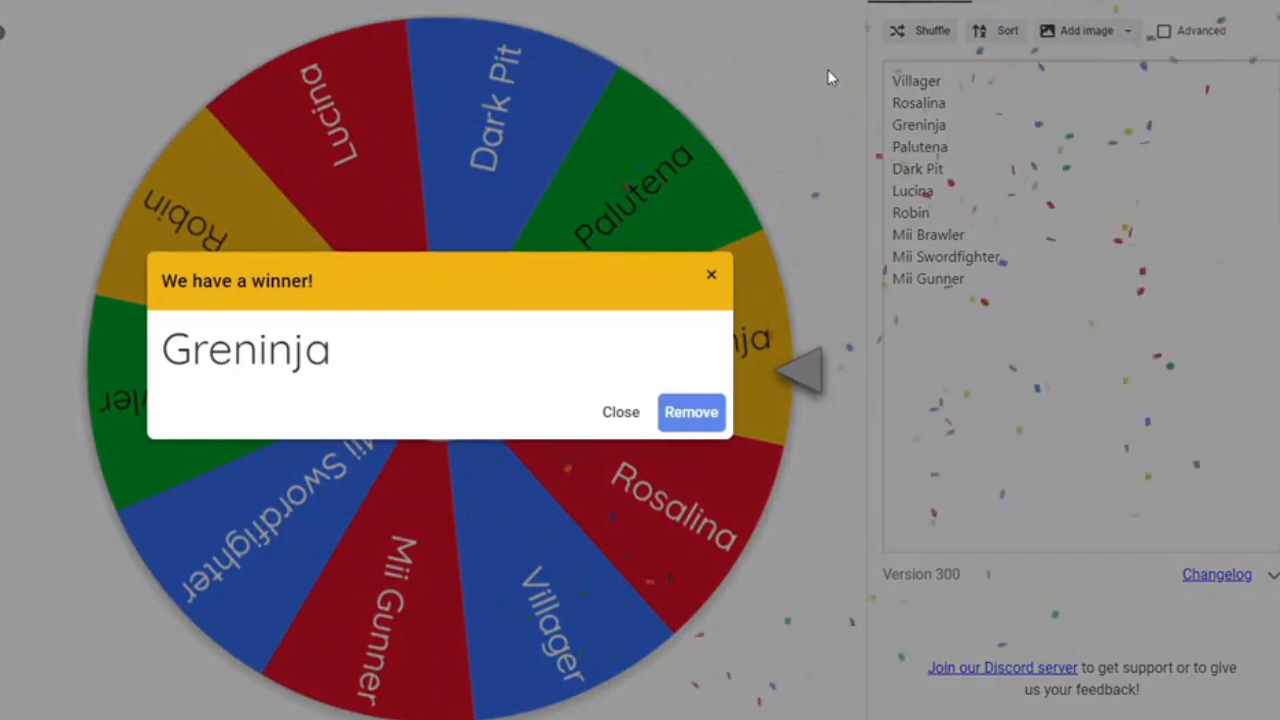 Shuffle
Sort
Add image
Advanced
Villager
Rosalina
Greninja
Palutena
Dark Pit
Lucina
Robin
Mii Brawler
Mii Swordfighter
Mii Gunner
Lucina
Dark Pit
Palutena
Robin
We have a winner!
×
Greninja
nja
Close
Remove
ler
Mii Swordfighter
Mii Gunner
Villager
Rosalina
Version 300
Changelog
Join our Discord server to get support or to give
us your feedback!